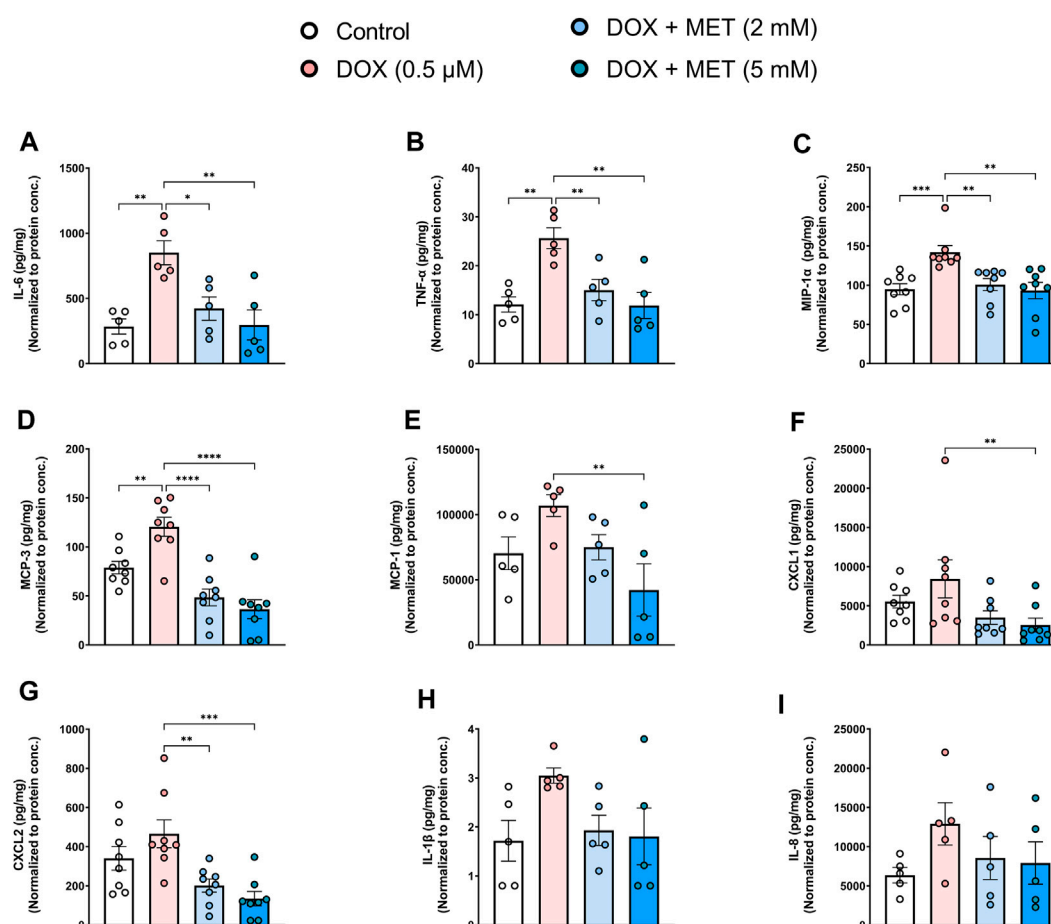 Control
DOX + MET (2 mM)
DOX (0.5 µM)
DOX + MET (5 mM)
A
IL-6 (pg/mg)
(Normalized to protein conc.)
1500
1000
500
0
**
**
*
B
TNF-α (pg/mg)
(Normalized to protein conc.)
40
30
20
10
0
**
**
**
C
MIP-1α (pg/mg)
(Normalized to protein conc.)
250
200
150
100
50
0
**
***
**
D
MCP-3 (pg/mg)
(Normalized to protein conc.)
200
150
100
50
0
****
**
****
E
MCP-1 (pg/mg)
(Normalized to protein conc.)
150000
100000
50000
0
**
F
CXCL1 (pg/mg)
(Normalized to protein conc.)
25000
20000
15000
10000
5000
0
**
G
CXCL2 (pg/mg)
(Normalized to protein conc.)
1000
800
600
400
200
0
***
**
H
IL-1β (pg/mg)
(Normalized to protein conc.)
4
3
2
1
0
I
IL-8 (pg/mg)
(Normalized to protein conc.)
25000
20000
15000
10000
5000
0